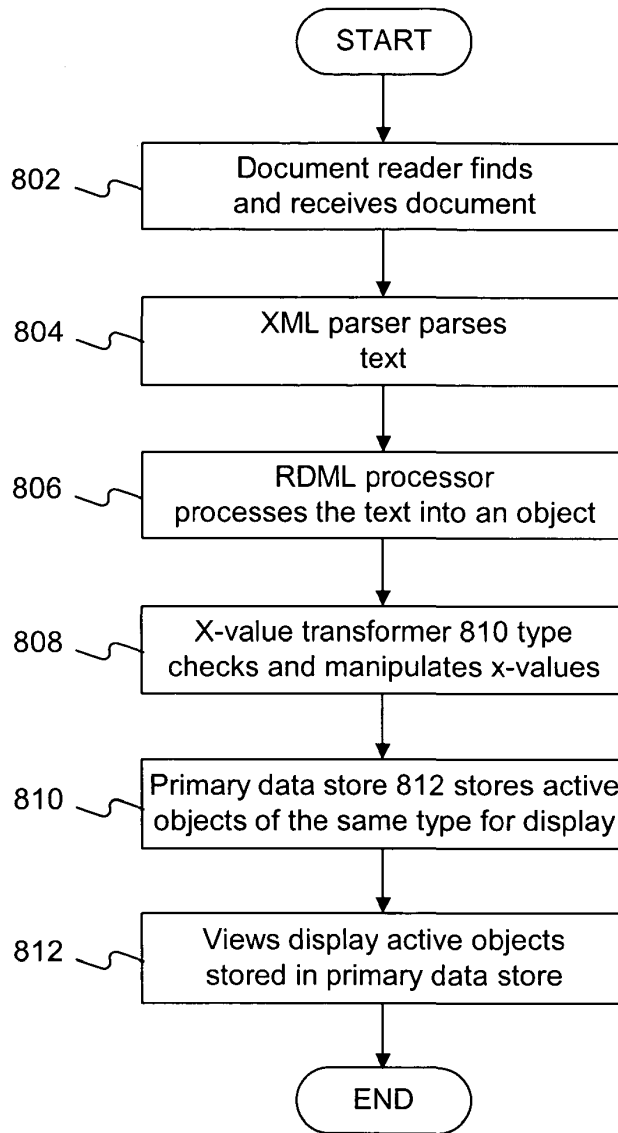 START
802
Document reader finds
and receives document
804
XML parser parses
text
806
RDML processor
processes the text into an object
808
X-value transformer 810 type
checks and manipulates x-values
810
Primary data store 812 stores active
objects of the same type for display
812
Views display active objects
stored in primary data store
END